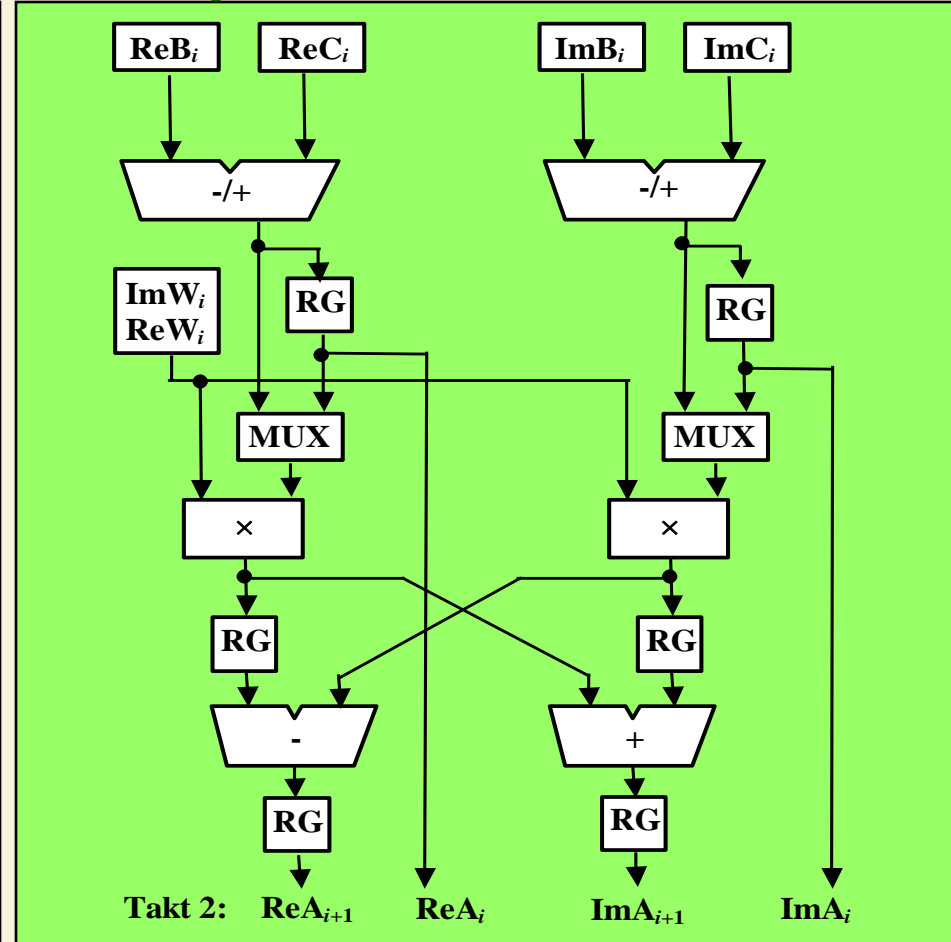 ReBᵢ ReCᵢ ImBᵢ ImCᵢ
-/+ -/+
ImWᵢ
ReWᵢ
RG RG
MUX MUX
× ×
RG RG
- +
RG RG
Takt 2: ReAᵢ₊₁ ReAᵢ ImAᵢ₊₁ ImAᵢ